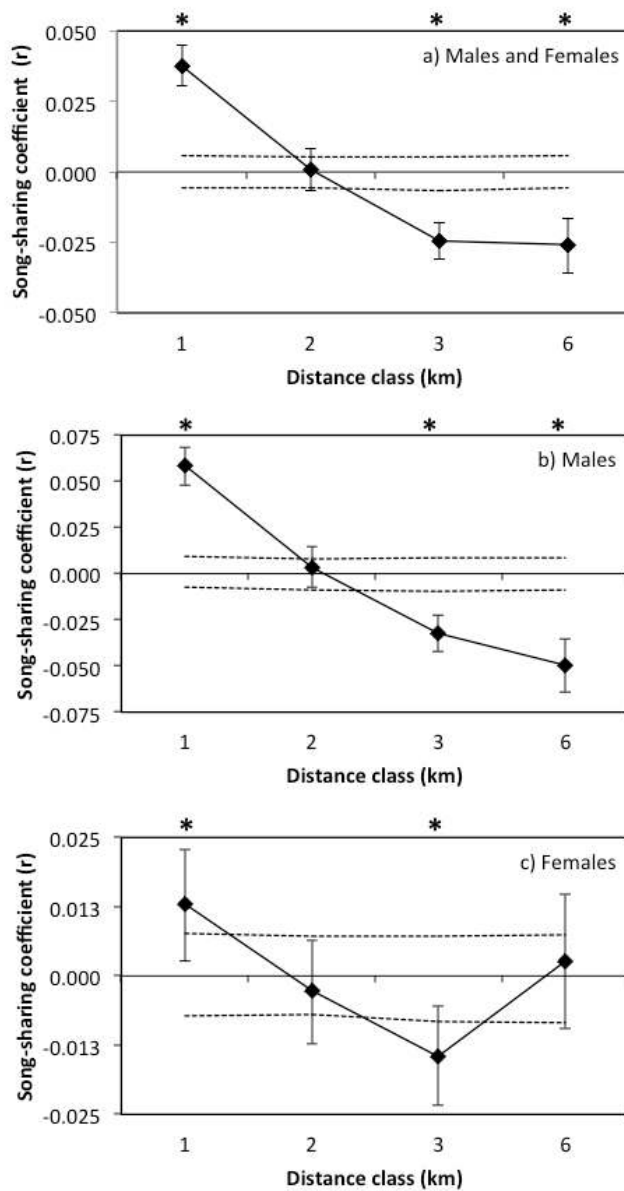 * * *
0.050
a) Males and Females
0.025
0.000
-0.025
-0.050
Song-sharing coefficient (r)
1 2 3 6
Distance class (km)
* * *
0.075
b) Males
0.050
0.025
0.000
-0.025
-0.050
-0.075
Song-sharing coefficient (r)
1 2 3 6
Distance class (km)
* *
0.025
c) Females
0.013
0.000
-0.013
-0.025
Song-sharing coefficient (r)
1 2 3 6
Distance class (km)